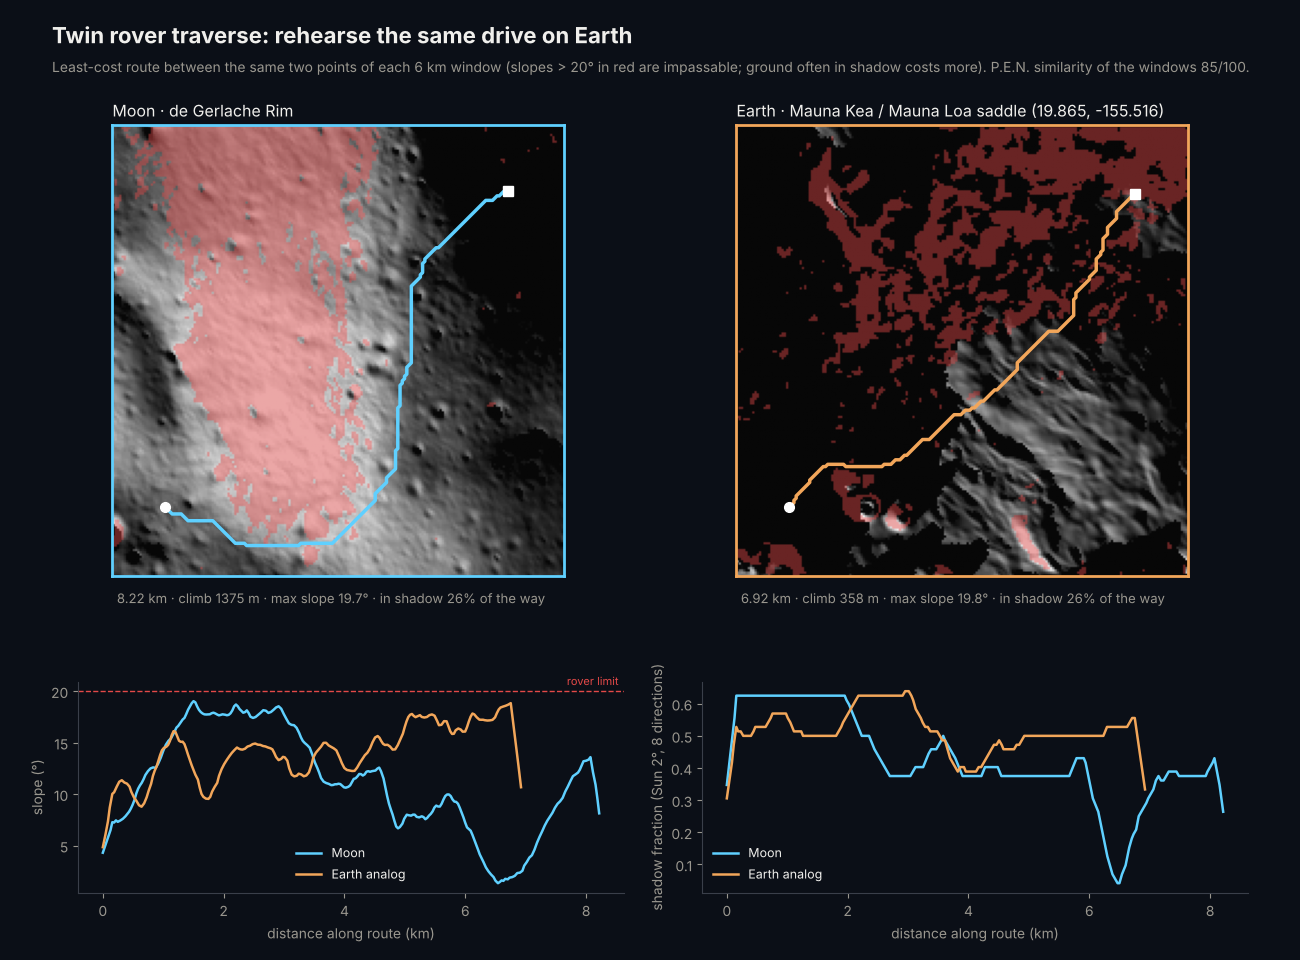 Twin rover traverse: rehearse the same drive on Earth
Least-cost route between the same two points of each 6 km window (slopes > 20° in red are impassable; ground often in shadow costs more). P.E.N. similarity of the windows 85/100.
Moon · de Gerlache Rim
Earth · Mauna Kea / Mauna Loa saddle (19.865, -155.516)
8.22 km · climb 1375 m · max slope 19.7° · in shadow 26% of the way
6.92 km · climb 358 m · max slope 19.8° · in shadow 26% of the way
rover limit
20
15
10
5
slope (°)
Moon
Earth analog
0 2 4 6 8
distance along route (km)
0.6
0.5
0.4
0.3
0.2
0.1
shadow fraction (Sun 2°, 8 directions)
Moon
Earth analog
0 2 4 6 8
distance along route (km)